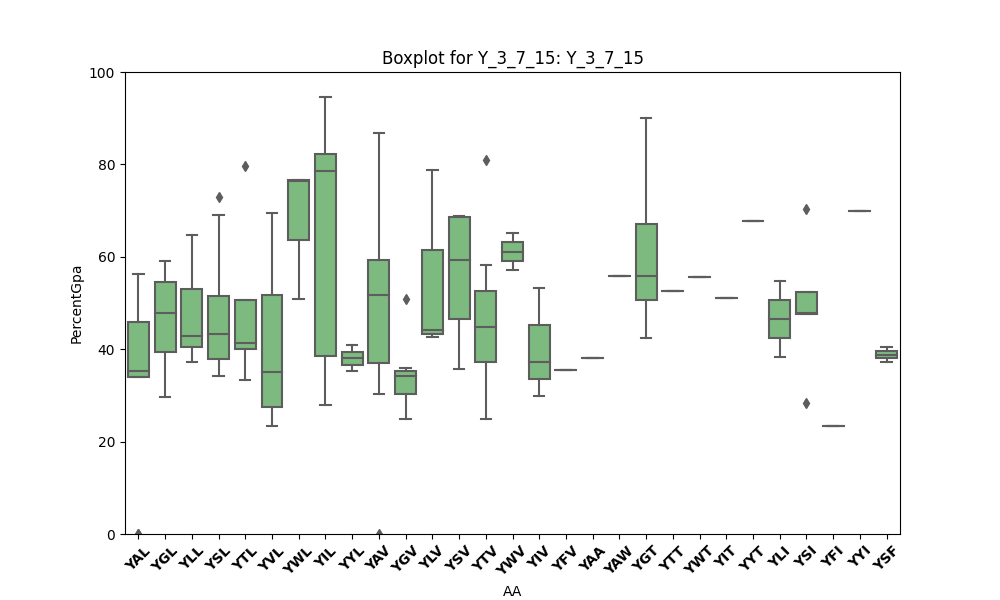 Boxplot for Y_3_7_15: Y_3_7_15
PercentGpa
100
80
60
40
20
0
YAL YGL YLL YSL YTL YVL YWL YIL YYL YAV YGV YLV YSV YTV YWV YIV YFV YAA YAW YGT YTT YWT YIT YYT YLI YSI YFI YYI YSF
AA